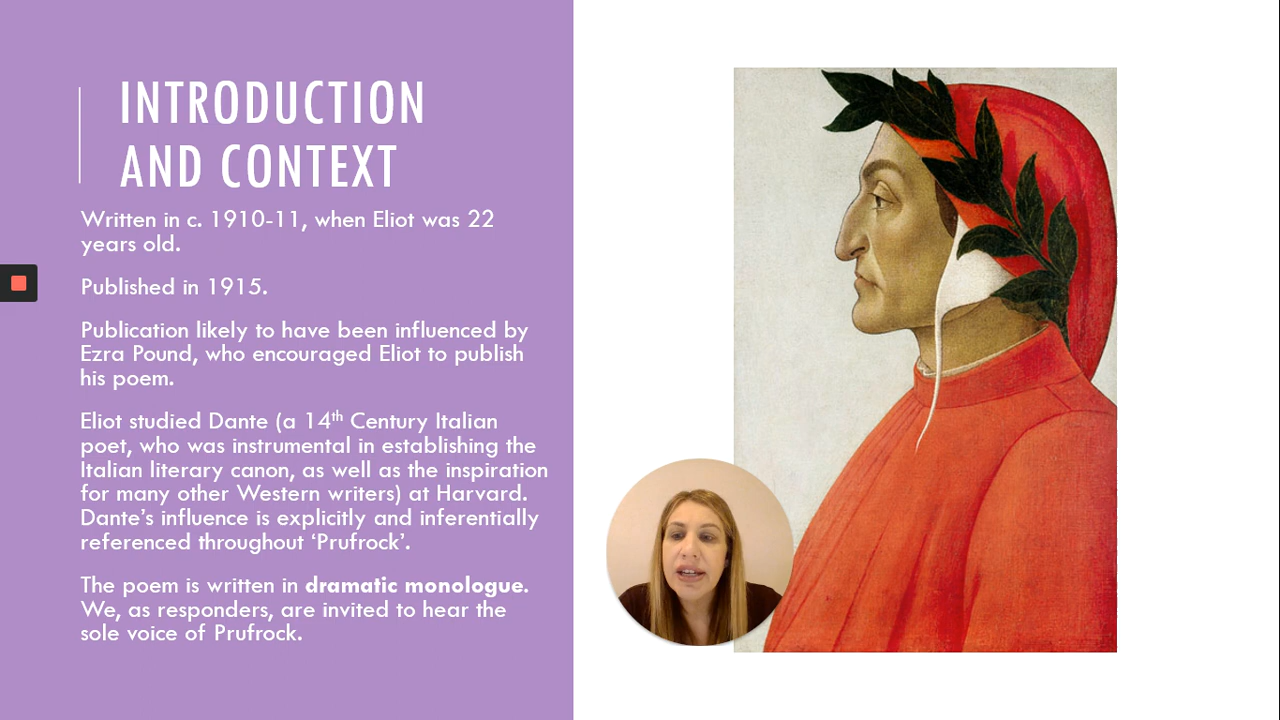 INTRODUCTION
AND CONTEXT
Written in c. 1910-11, when Eliot was 22
years old.
Published in 1915.
Publication likely to have been influenced by
Ezra Pound, who encouraged Eliot to publish
his poem.
Eliot studied Dante (a 14th Century Italian
poet, who was instrumental in establishing the
Italian literary canon, as well as the inspiration
for many other Western writers) at Harvard.
Dante’s influence is explicitly and inferentially
referenced throughout ‘Prufrock’.
The poem is written in dramatic monologue.
We, as responders, are invited to hear the
sole voice of Prufrock.